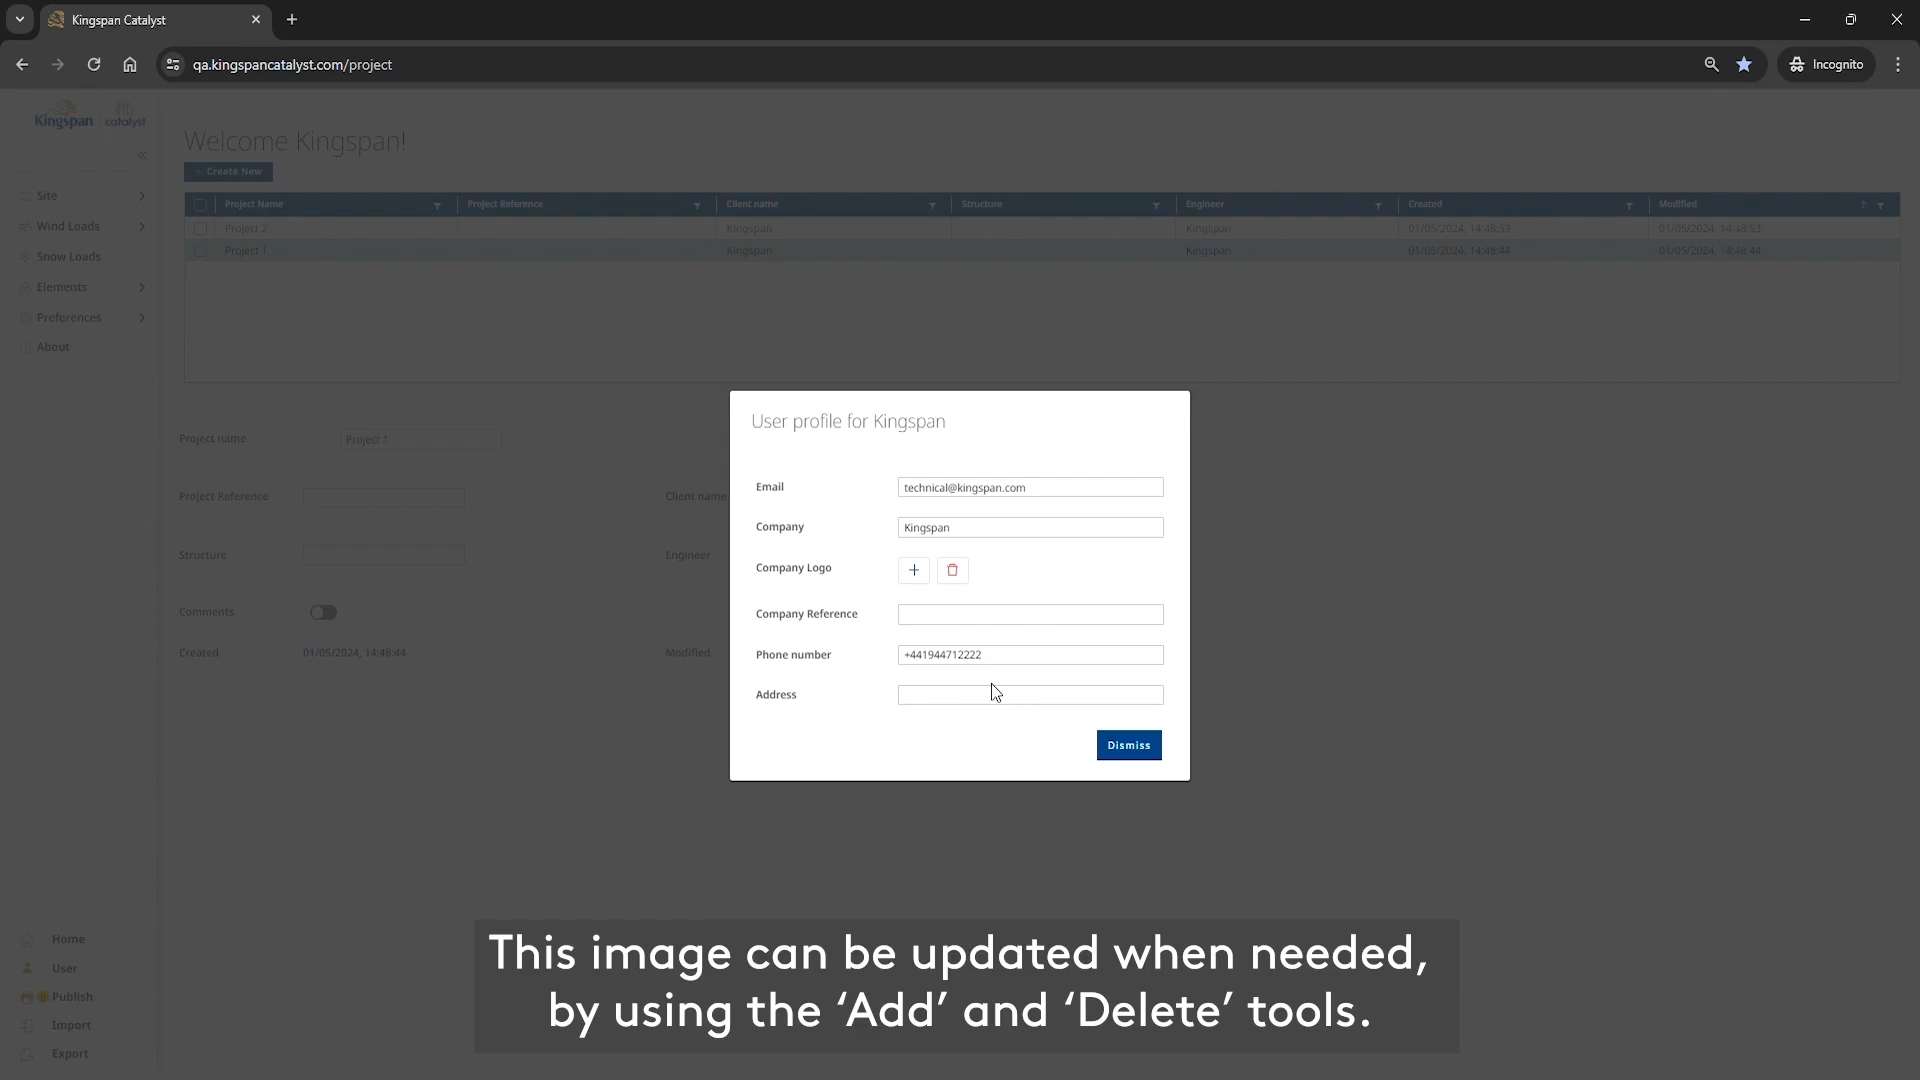 Kingspan Catalyst
qa.kingspancatalyst.com/project
Incognito
Kingspan catalyst
Welcome Kingspan!
+ Create New
Site
Wind Loads
Snow Loads
Elements
Preferences
About
Project Name Project Reference Client name Structure Engineer Created Modified
Project 2 Kingspan Kingspan 01/05/2024, 14:48:53 01/05/2024, 14:48:53
Project 1 Kingspan Kingspan 01/05/2024, 14:48:44 01/05/2024, 14:48:44
Project name Project 1
Project Reference Client name
Structure Engineer
Comments
Created 01/05/2024, 14:48:44 Modified
User profile for Kingspan
Email technical@kingspan.com
Company Kingspan
Company Logo
Company Reference
Phone number +441944712222
Address
Dismiss
Home
User
Publish
Import
Export
This image can be updated when needed,
by using the ‘Add’ and ‘Delete’ tools.